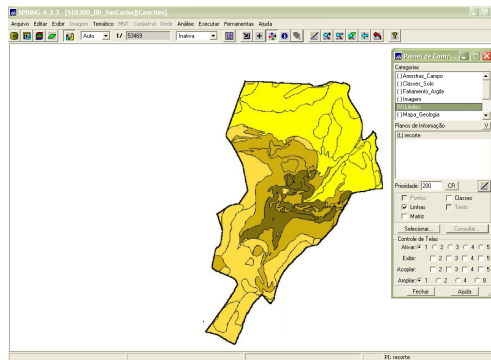 SPRING 4.3.3 - [SER300_BD_SanCarlos][Canchim]
Arquivo Editar Exibir Imagem Temático MNT Cadastral Rede Análise Executar Ferramentas Ajuda
Auto 1/ 53469 Inativa
Painel de Contr...
Categorias
( ) Amostras_Campo
( ) Classes_Solo
( ) Fatiamento_Argila
( ) Imagem
(V) Limites
( ) Mapa_Geologia
Planos de Informação V
(L) recorte
Prioridade: 200 CR
Pontos Classes
Linhas Texto
Matriz
Selecionar... Consultar...
Controle de Telas
Ativar: 1 2 3 4 5
Exibir: 2 3 4 5
Acoplar: 2 3 4 5
Ampliar: 1 2 4 8
Fechar Ajuda
PI: recorte